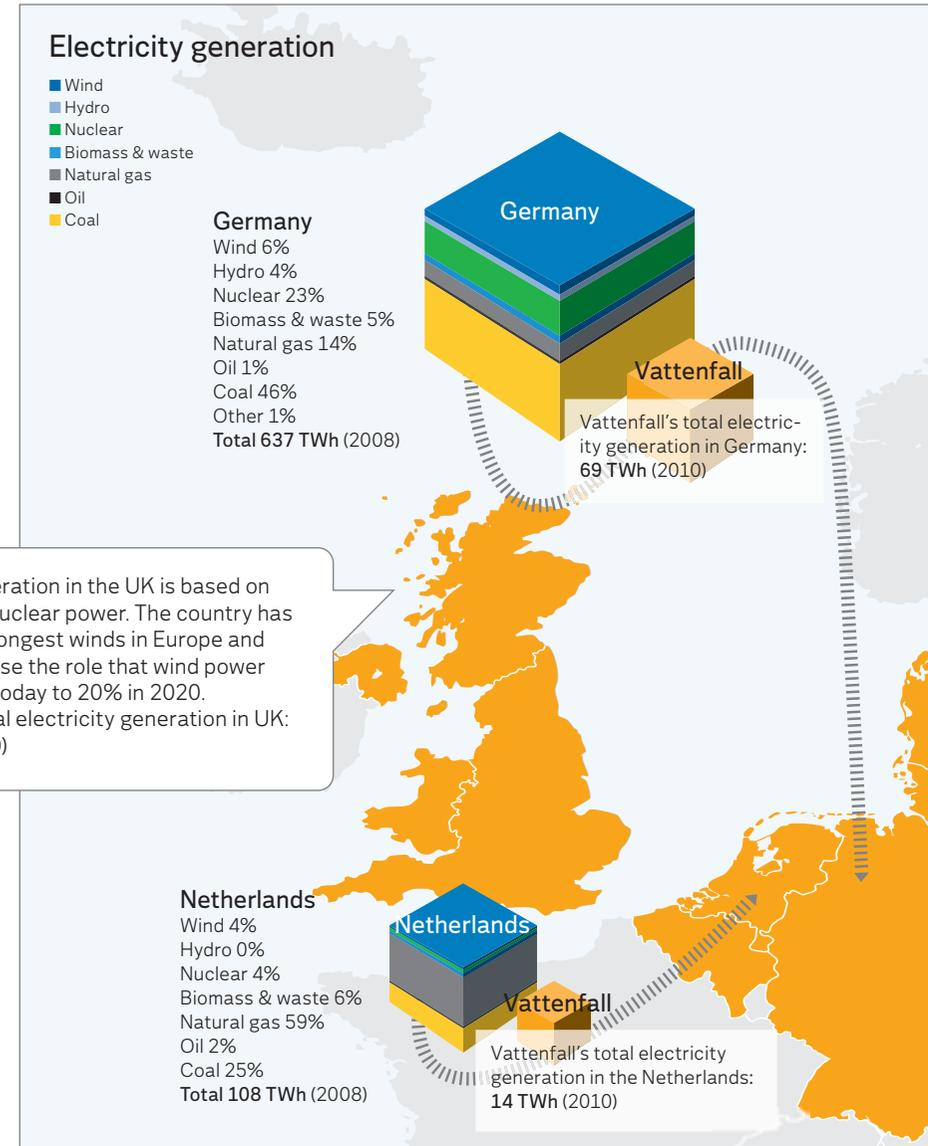 Electricity generation
Wind
Hydro
Nuclear
Biomass & waste
Natural gas
Oil
Coal
Germany
Wind 6%
Hydro 4%
Nuclear 23%
Biomass & waste 5%
Natural gas 14%
Oil 1%
Coal 46%
Other 1%
Total 637 TWh (2008)
Germany
Vattenfall
Vattenfall’s total electric-
ity generation in Germany:
69 TWh (2010)
eration in the UK is based on
uclear power. The country has
ongest winds in Europe and
se the role that wind power
oday to 20% in 2020.
al electricity generation in UK:
)
Netherlands
Wind 4%
Hydro 0%
Nuclear 4%
Biomass & waste 6%
Natural gas 59%
Oil 2%
Coal 25%
Total 108 TWh (2008)
Netherlands
Vattenfall
Vattenfall’s total electricity
generation in the Netherlands:
14 TWh (2010)